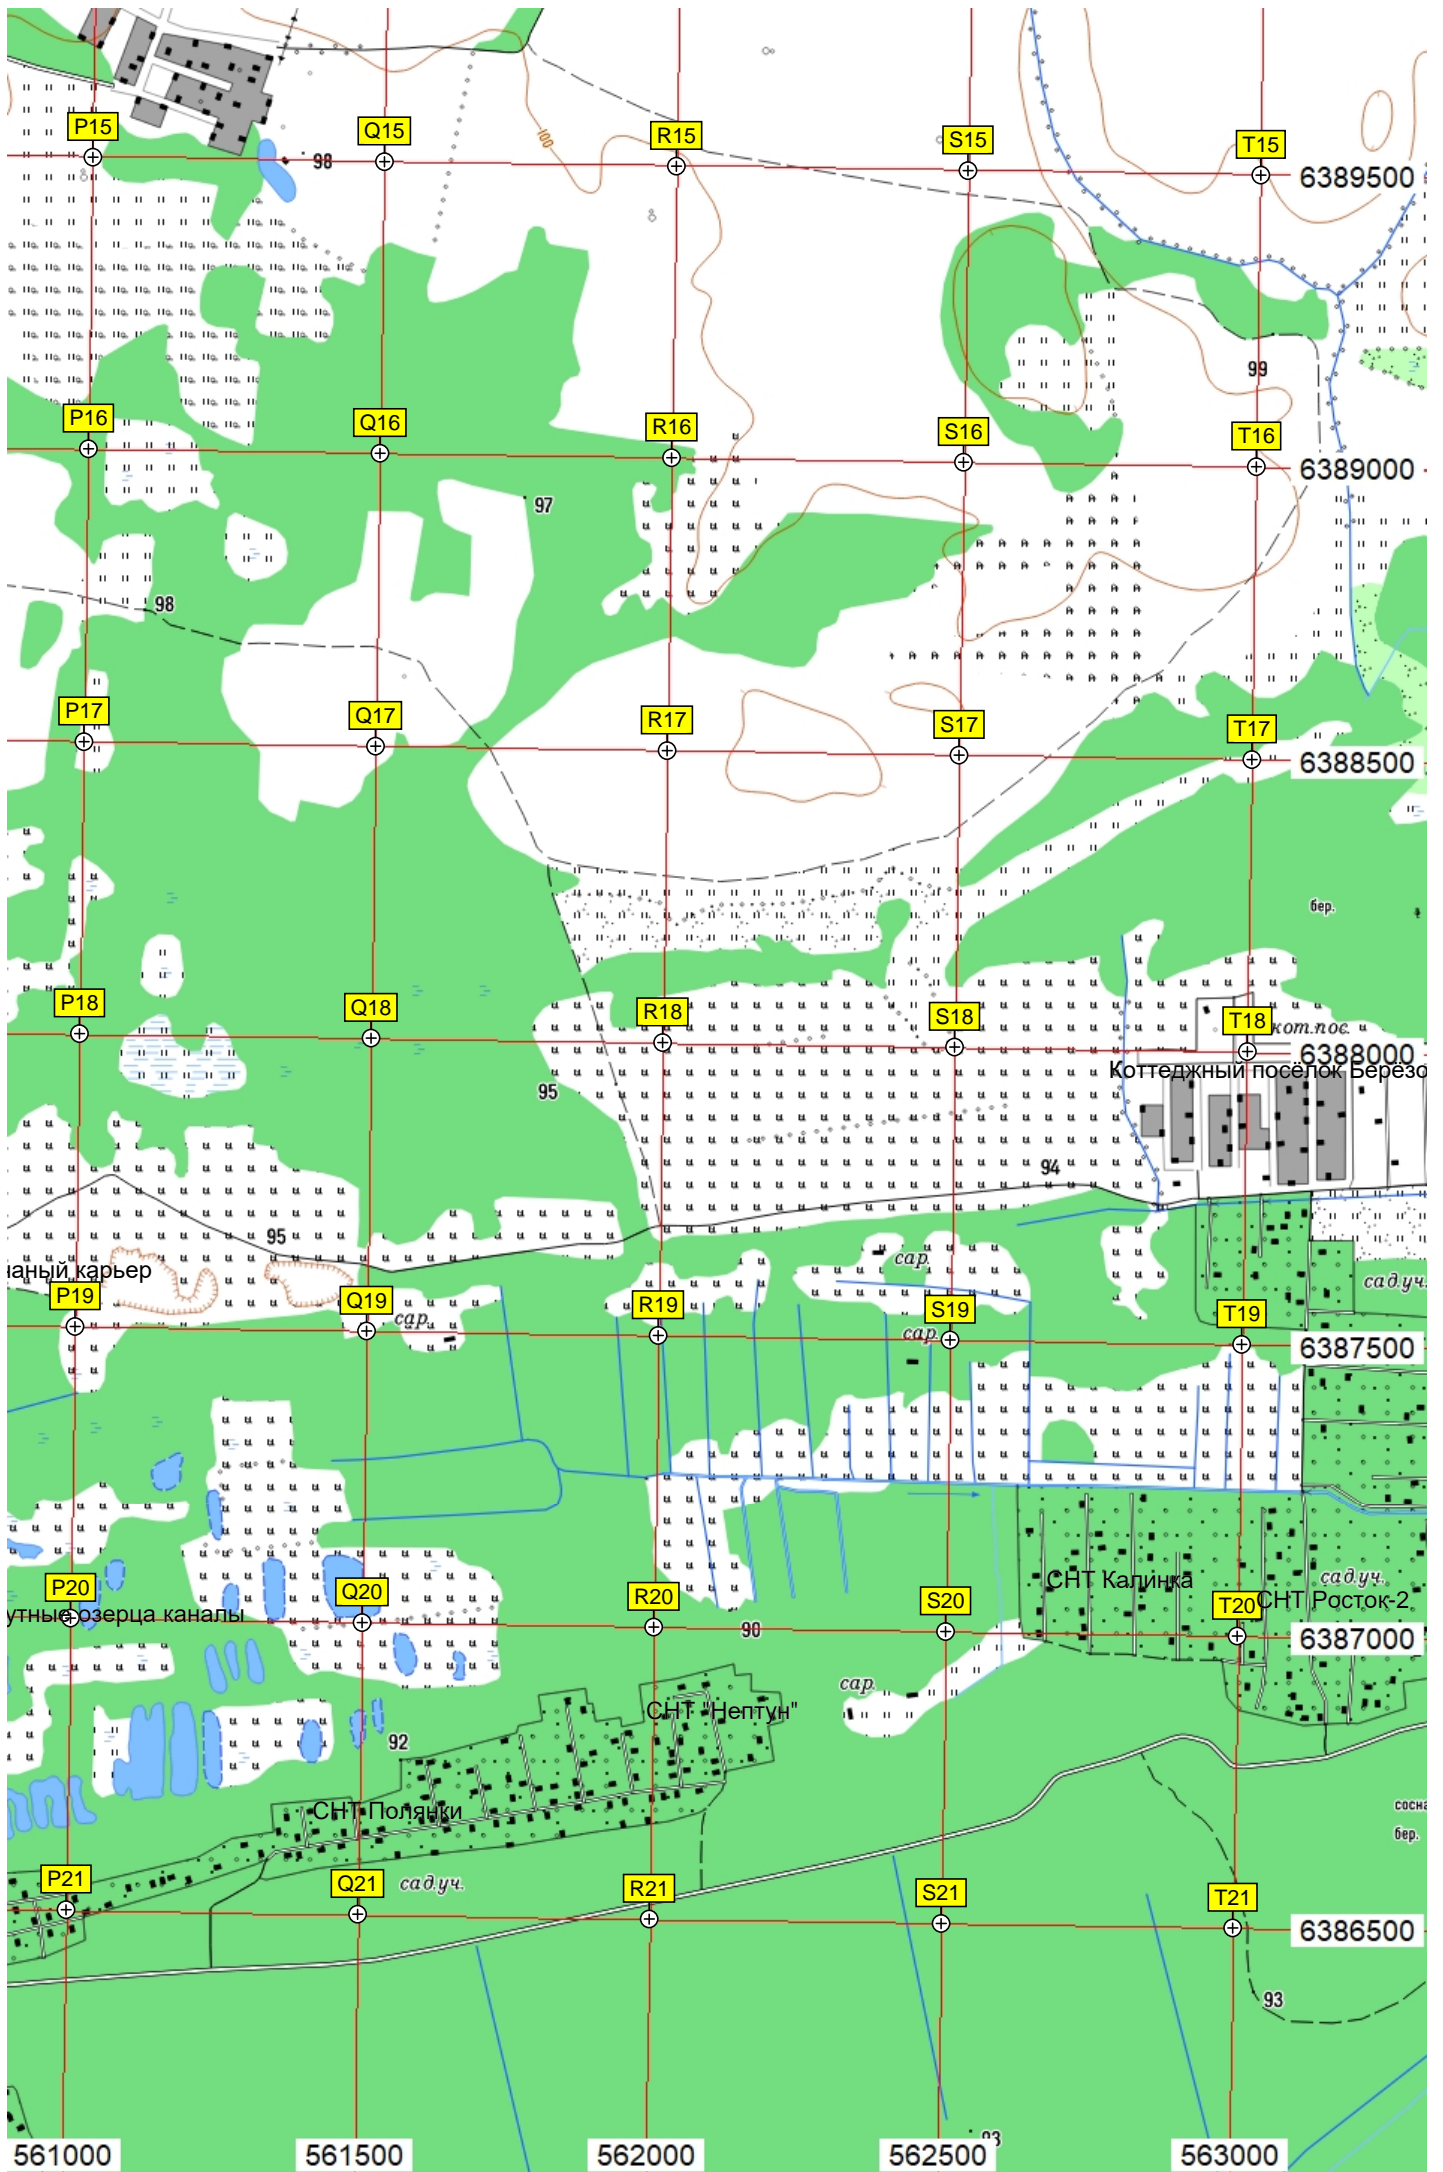 P15
Q15
R15
S15
T15
100
98
6389500
99
P16
Q16
R16
S16
T16
6389000
97
98
P17
Q17
R17
S17
T17
6388500
бер.
P18
Q18
R18
S18
T18
кот.пос.
6388000
Коттеджный посёлок Берёзо
95
94
95
сар.
наный карьер
сад.уч.
P19
Q19
R19
S19
T19
сар.
сар.
6387500
P20
Q20
R20
S20
T20
СНТ Калинка
сад.уч.
СНТ Росток-2
утные озерца каналы
90
6387000
сар.
СНТ "Нептун"
92
СНТ Полянки
сосна
бер.
P21
Q21
R21
S21
T21
сад.уч.
6386500
93
93
561000
561500
562000
562500
563000